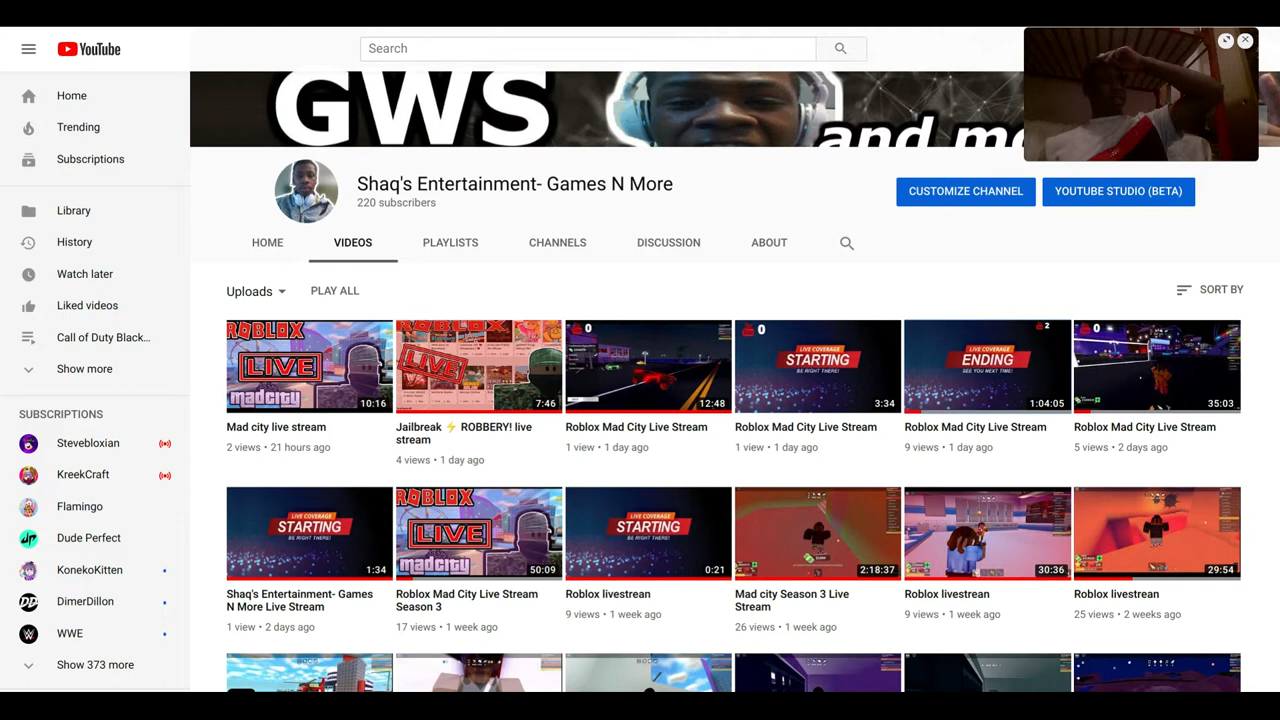 YouTube
Search
Home
Trending
Subscriptions
Library
History
Watch later
Liked videos
Call of Duty Black...
Show more
SUBSCRIPTIONS
Stevebloxian
KreekCraft
Flamingo
Dude Perfect
KonekoKitten
DimerDillon
WWE
Show 373 more
GWS
and mo
Shaq's Entertainment- Games N More
220 subscribers
CUSTOMIZE CHANNEL
YOUTUBE STUDIO (BETA)
HOME VIDEOS PLAYLISTS CHANNELS DISCUSSION ABOUT
Uploads PLAY ALL SORT BY
ROBLOX
LIVE
madcity
10:16
Mad city live stream
2 views • 21 hours ago
ROBLOX
LIVE
7:46
Jailbreak ⚡ ROBBERY! live
stream
4 views • 1 day ago
0
12:48
Roblox Mad City Live Stream
1 view • 1 day ago
0
LIVE COVERAGE
STARTING
BE RIGHT THERE!
3:34
Roblox Mad City Live Stream
1 view • 1 day ago
2
LIVE COVERAGE
ENDING
SEE YOU NEXT TIME!
1:04:05
Roblox Mad City Live Stream
9 views • 1 day ago
0
35:03
Roblox Mad City Live Stream
5 views • 2 days ago
LIVE COVERAGE
STARTING
BE RIGHT THERE!
1:34
Shaq's Entertainment- Games
N More Live Stream
1 view • 2 days ago
ROBLOX
LIVE
madcity
50:09
Roblox Mad City Live Stream
Season 3
17 views • 1 week ago
LIVE COVERAGE
STARTING
BE RIGHT THERE!
0:21
Roblox livestrean
9 views • 1 week ago
2:18:37
Mad city Season 3 Live
Stream
26 views • 1 week ago
30:36
Roblox livestrean
9 views • 1 week ago
29:54
Roblox livestrean
25 views • 2 weeks ago